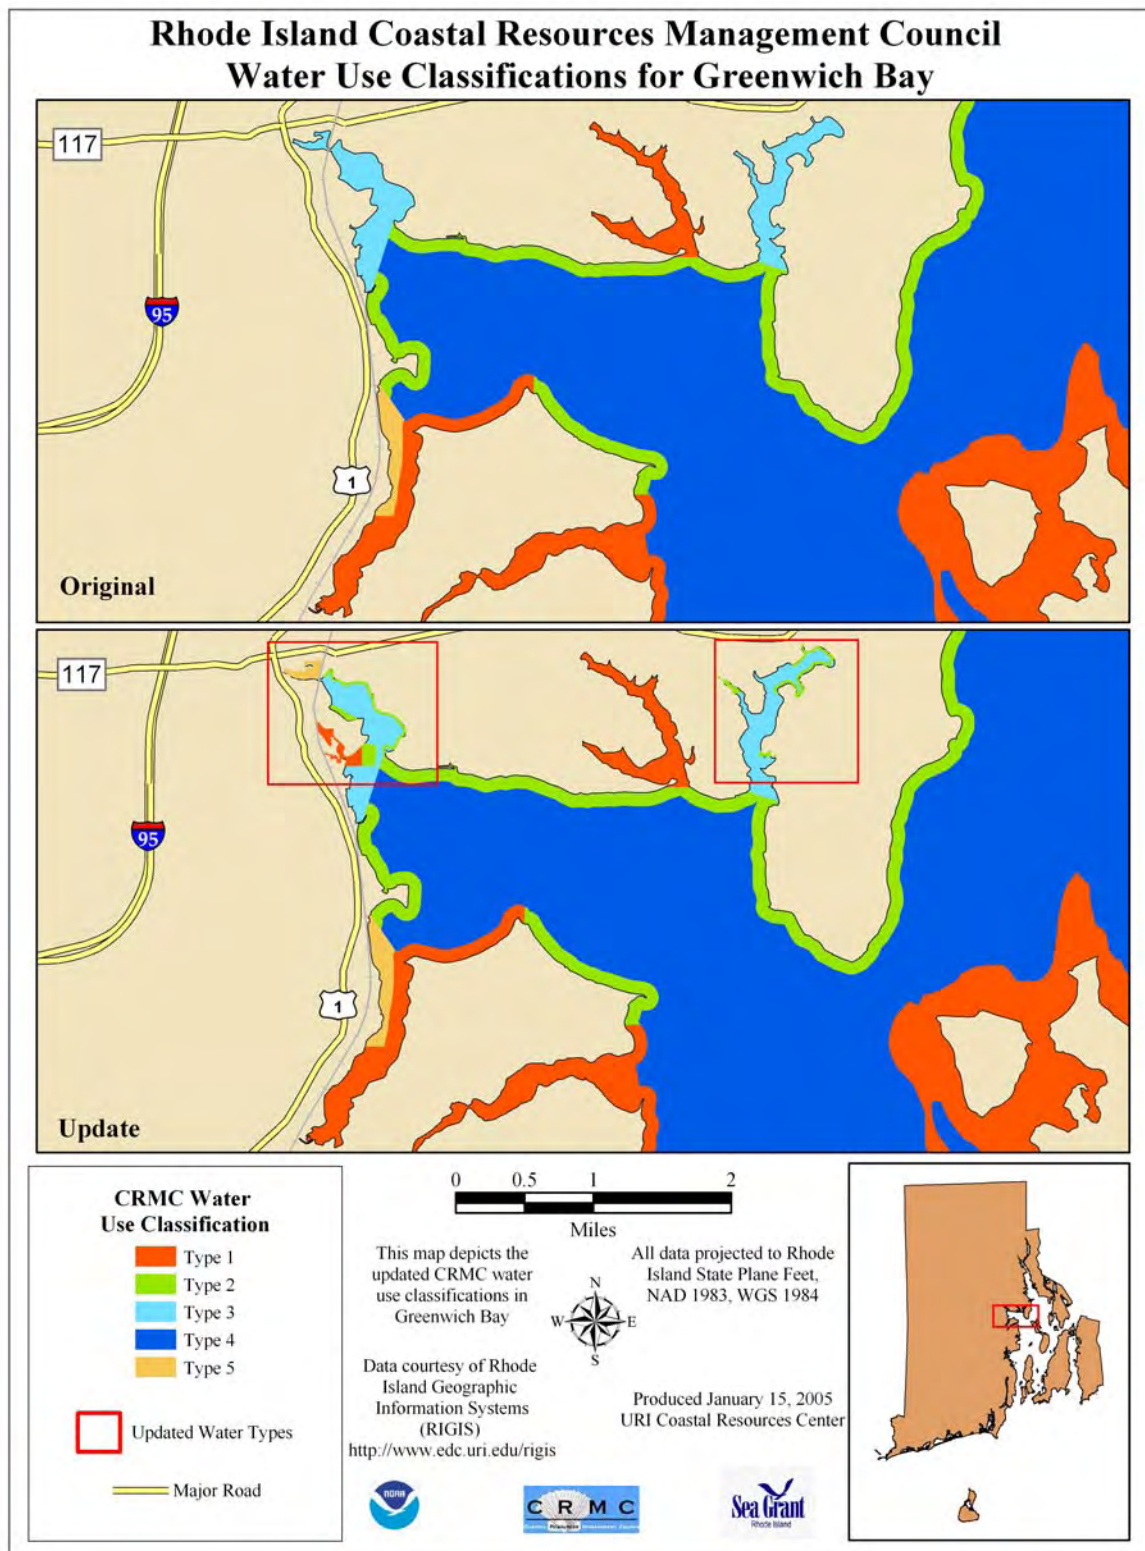 Rhode Island Coastal Resources Management Council
Water Use Classifications for Greenwich Bay
117
95
1
Original
117
95
1
Update
CRMC Water
Use Classification
Type 1
Type 2
Type 3
Type 4
Type 5
Updated Water Types
Major Road
0 0.5 1 2
Miles
This map depicts the
updated CRMC water
use classifications in
Greenwich Bay
N
W E
S
All data projected to Rhode
Island State Plane Feet,
NAD 1983, WGS 1984
Data courtesy of Rhode
Island Geographic
Information Systems
(RIGIS)
http://www.edc.uri.edu/rigis
Produced January 15, 2005
URI Coastal Resources Center
NOAA
C R M C
Sea Grant
Rhode Island